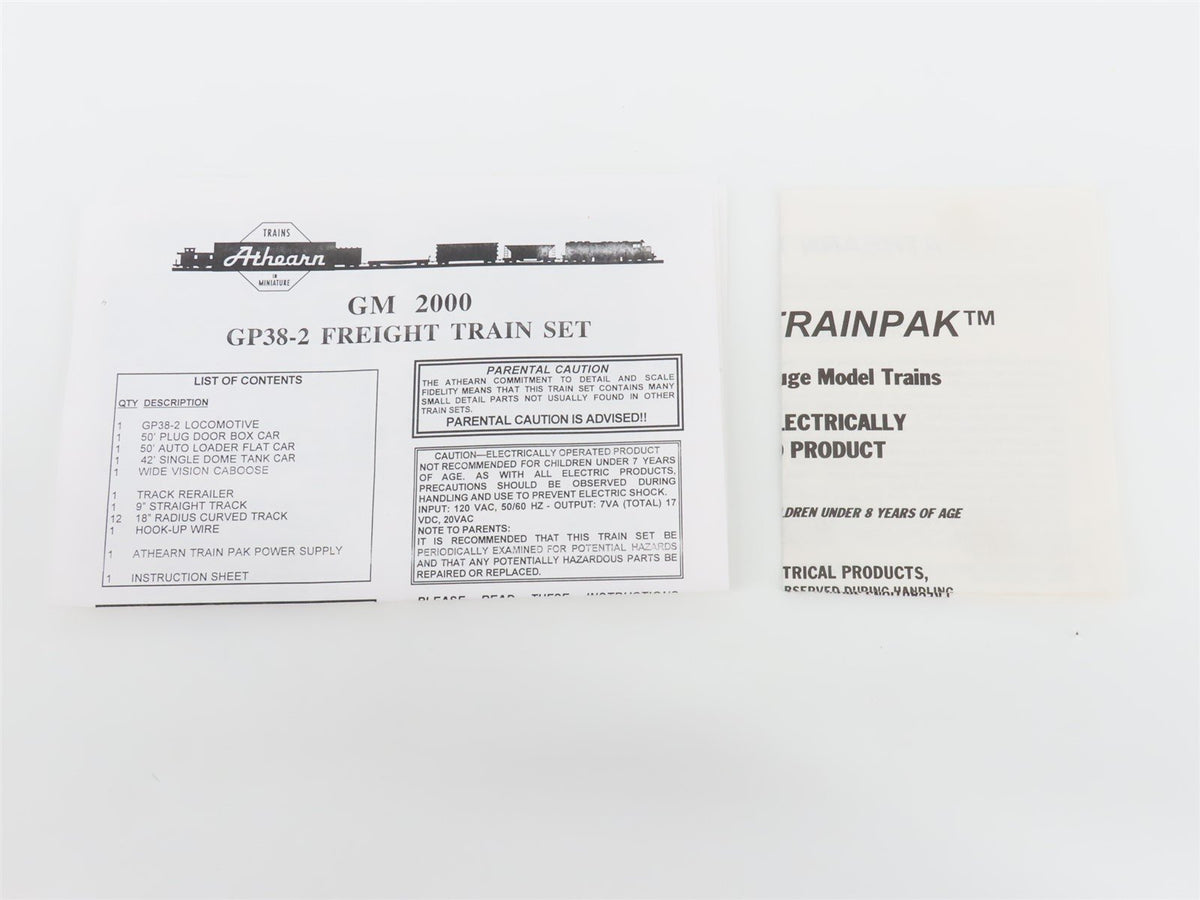 TRAINS
Athearn
IN
MINIATURE
GM 2000
GP38-2 FREIGHT TRAIN SET
LIST OF CONTENTS
QTY DESCRIPTION
1 GP38-2 LOCOMOTIVE
1 50' PLUG DOOR BOX CAR
1 50' AUTO LOADER FLAT CAR
1 42' SINGLE DOME TANK CAR
1 WIDE VISION CABOOSE
1 TRACK RERAILER
1 9" STRAIGHT TRACK
12 18" RADIUS CURVED TRACK
1 HOOK-UP WIRE
1 ATHEARN TRAIN PAK POWER SUPPLY
1 INSTRUCTION SHEET
PARENTAL CAUTION
THE ATHEARN COMMITMENT TO DETAIL AND SCALE
FIDELITY MEANS THAT THIS TRAIN SET CONTAINS MANY
SMALL DETAIL PARTS NOT USUALLY FOUND IN OTHER
TRAIN SETS.
PARENTAL CAUTION IS ADVISED!!
CAUTION—ELECTRICALLY OPERATED PRODUCT
NOT RECOMMENDED FOR CHILDREN UNDER 7 YEARS
OF AGE. AS WITH ALL ELECTRIC PRODUCTS,
PRECAUTIONS SHOULD BE OBSERVED DURING
HANDLING AND USE TO PREVENT ELECTRIC SHOCK.
INPUT: 120 VAC, 50/60 HZ - OUTPUT: 7VA (TOTAL) 17
VDC, 20VAC
NOTE TO PARENTS:
IT IS RECOMMENDED THAT THIS TRAIN SET BE
PERIODICALLY EXAMINED FOR POTENTIAL HAZARDS
AND THAT ANY POTENTIALLY HAZARDOUS PARTS BE
REPAIRED OR REPLACED.
PLEASE READ THESE INSTRUCTIONS
TRAINPAK™
uge Model Trains
LECTRICALLY
PRODUCT
LDREN UNDER 8 YEARS OF AGE
TRICAL PRODUCTS,
BSERVED DURING HANDLING